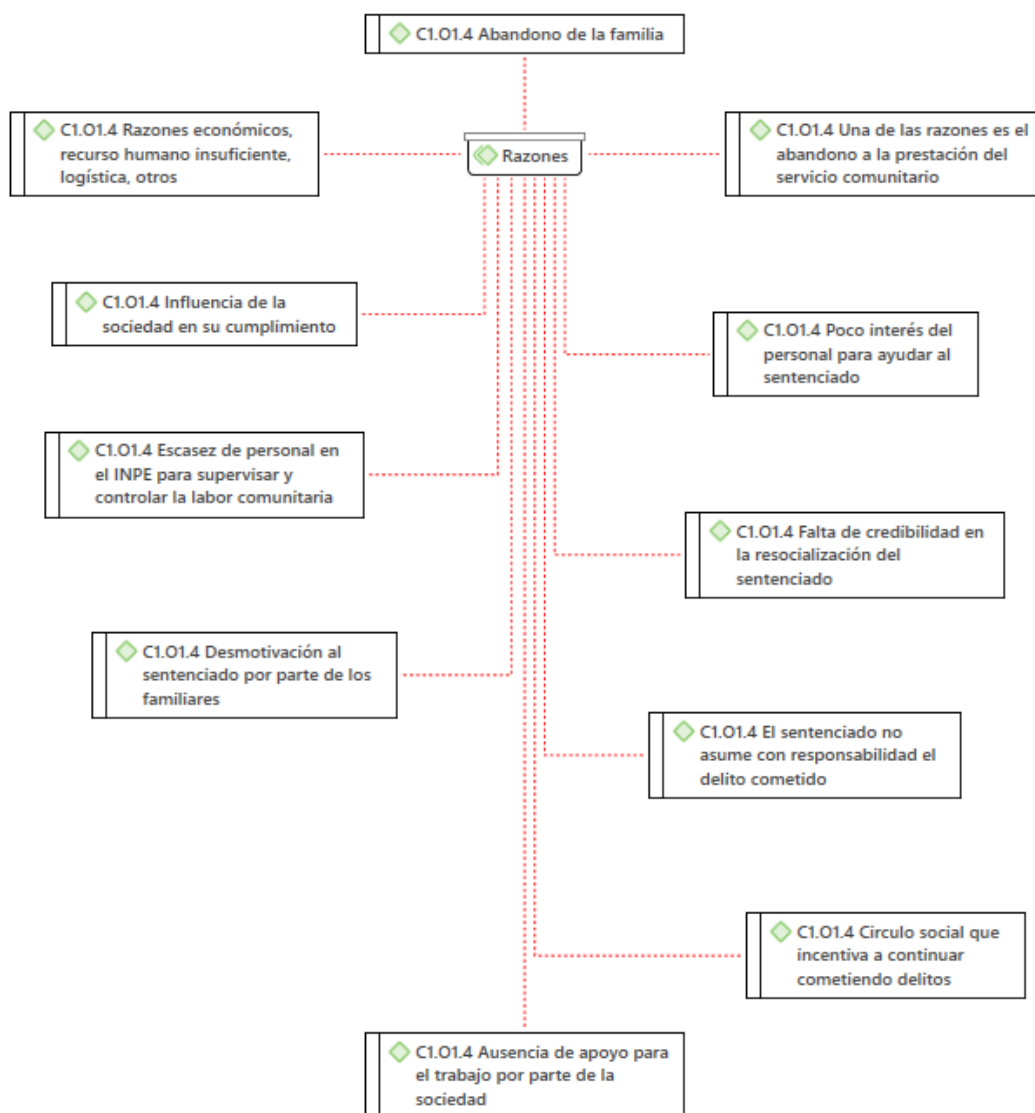 C1.O1.4 Abandono de la familia
C1.O1.4 Razones económicos,
recurso humano insuficiente,
logística, otros
Razones
C1.O1.4 Una de las razones es el
abandono a la prestación del
servicio comunitario
C1.O1.4 Influencia de la
sociedad en su cumplimiento
C1.O1.4 Poco interés del
personal para ayudar al
sentenciado
C1.O1.4 Escasez de personal en
el INPE para supervisar y
controlar la labor comunitaria
C1.O1.4 Falta de credibilidad en
la resocialización del
sentenciado
C1.O1.4 Desmotivación al
sentenciado por parte de los
familiares
C1.O1.4 El sentenciado no
asume con responsabilidad el
delito cometido
C1.O1.4 Circulo social que
incentiva a continuar
cometiendo delitos
C1.O1.4 Ausencia de apoyo para
el trabajo por parte de la
sociedad